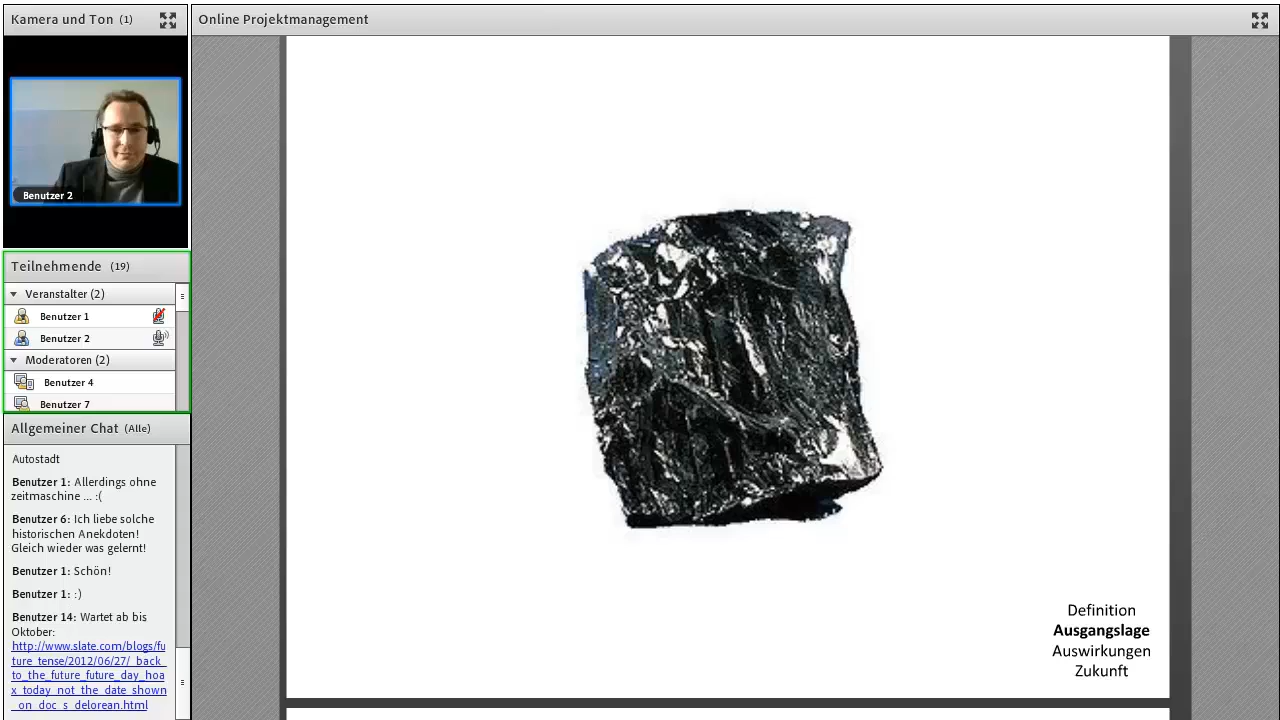 Kamera und Ton (1)
Benutzer 2
Teilnehmende (19)
Veranstalter (2)
Benutzer 1
Benutzer 2
Moderatoren (2)
Benutzer 4
Benutzer 7
Allgemeiner Chat (Alle)
Autostadt
Benutzer 1: Allerdings ohne
zeitmaschine ... :(
Benutzer 6: Ich liebe solche
historischen Anekdoten!
Gleich wieder was gelernt!
Benutzer 1: Schön!
Benutzer 1: :)
Benutzer 14: Wartet ab bis
Oktober:
http://www.slate.com/blogs/fu
ture_tense/2012/06/27/_back_
to_the_future_future_day_hoa
x_today_not_the_date_shown
_on_doc_s_delorean.html
Online Projektmanagement
Definition
Ausgangslage
Auswirkungen
Zukunft